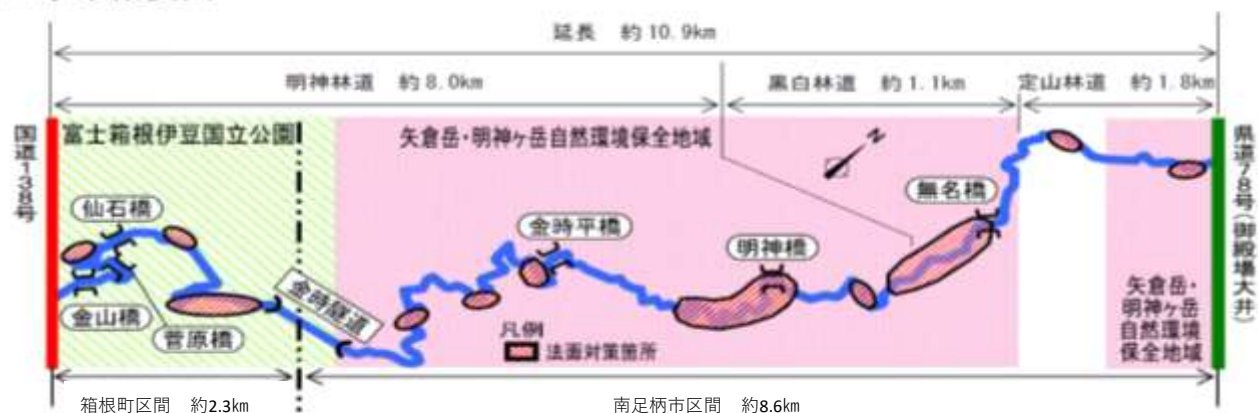 延長　約10.9km
明神林道　約8.0km
黒白林道　約1.1km
定山林道　約1.8km
国道138号
富士箱根伊豆国立公園
矢倉岳・明神ヶ岳自然環境保全地域
N
県道78号(御殿場大井)
仙石橋
金時平橋
無名橋
明神橋
金山橋
菅原橋
金時隧道
凡例
法面対策箇所
矢倉岳・
明神ヶ岳
自然環境
保全地域
箱根町区間　約2.3㎞
南足柄市区間　約8.6㎞